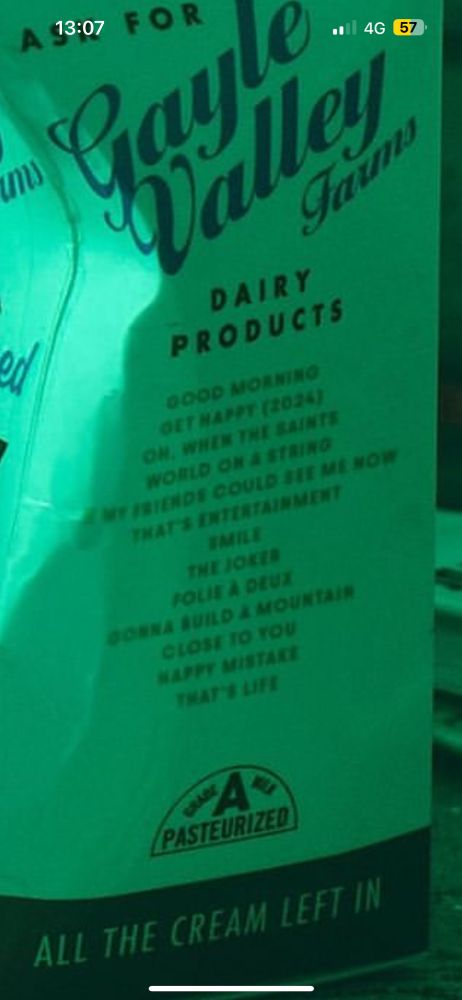 13:07
4G
57
ASK FOR
Gayle
Valley
Farms
ms
ed
DAIRY
PRODUCTS
GOOD MORNING
GET HAPPY (2024)
OH, WHEN THE SAINTS
WORLD ON A STRING
MY FRIENDS COULD SEE ME NOW
THAT'S ENTERTAINMENT
SMILE
THE JOKER
FOLIE À DEUX
GONNA BUILD A MOUNTAIN
CLOSE TO YOU
HAPPY MISTAKE
THAT'S LIFE
GRADE A MILK
PASTEURIZED
ALL THE CREAM LEFT IN